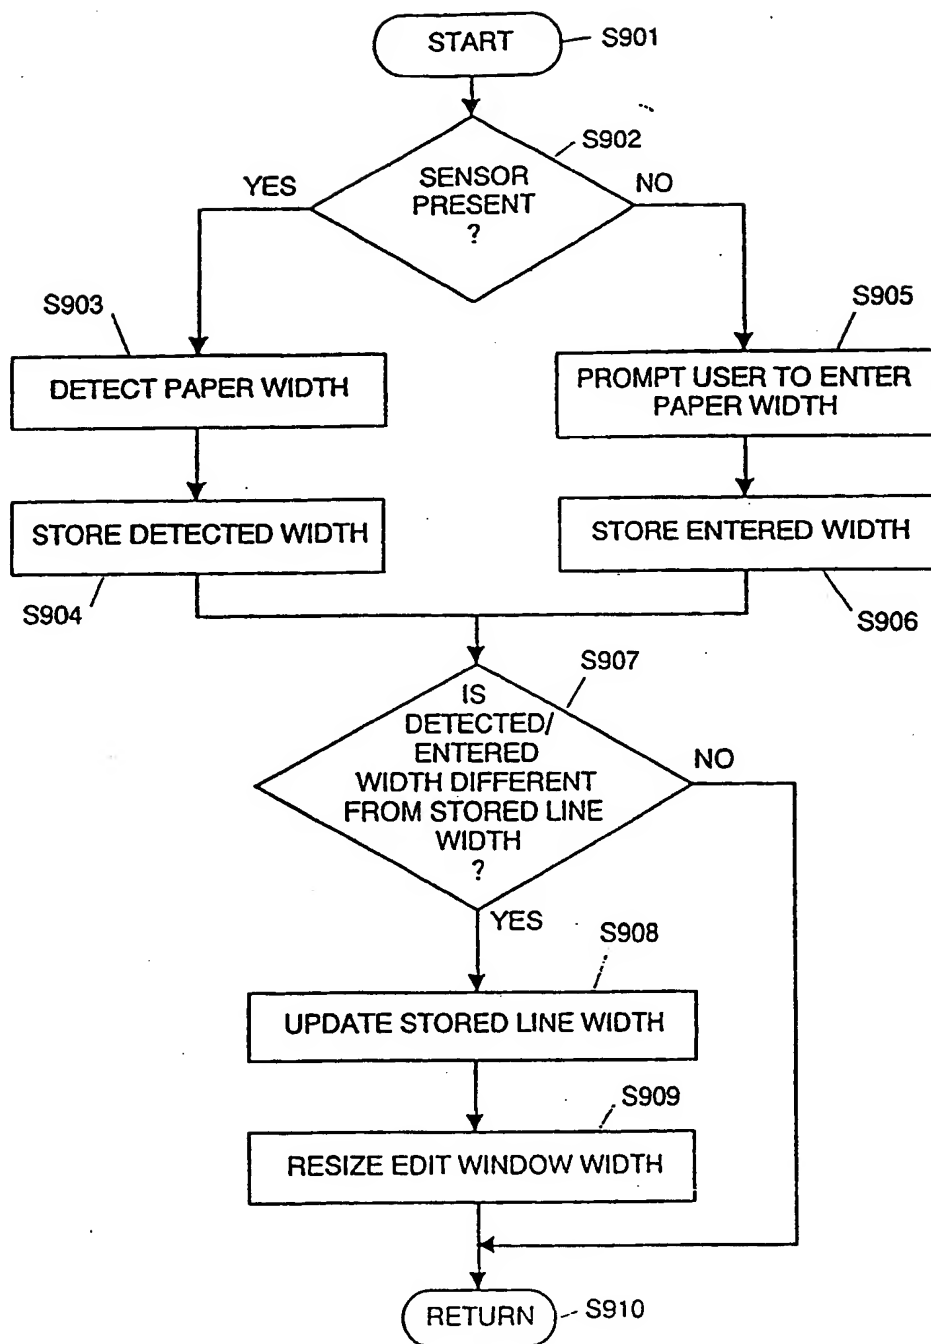 START
S901
S902
SENSOR
PRESENT
?
YES
NO
S903
S905
DETECT PAPER WIDTH
PROMPT USER TO ENTER
PAPER WIDTH
STORE DETECTED WIDTH
STORE ENTERED WIDTH
S904
S906
S907
IS
DETECTED/
ENTERED
WIDTH DIFFERENT
FROM STORED LINE
WIDTH
?
NO
YES
S908
UPDATE STORED LINE WIDTH
S909
RESIZE EDIT WINDOW WIDTH
RETURN
S910